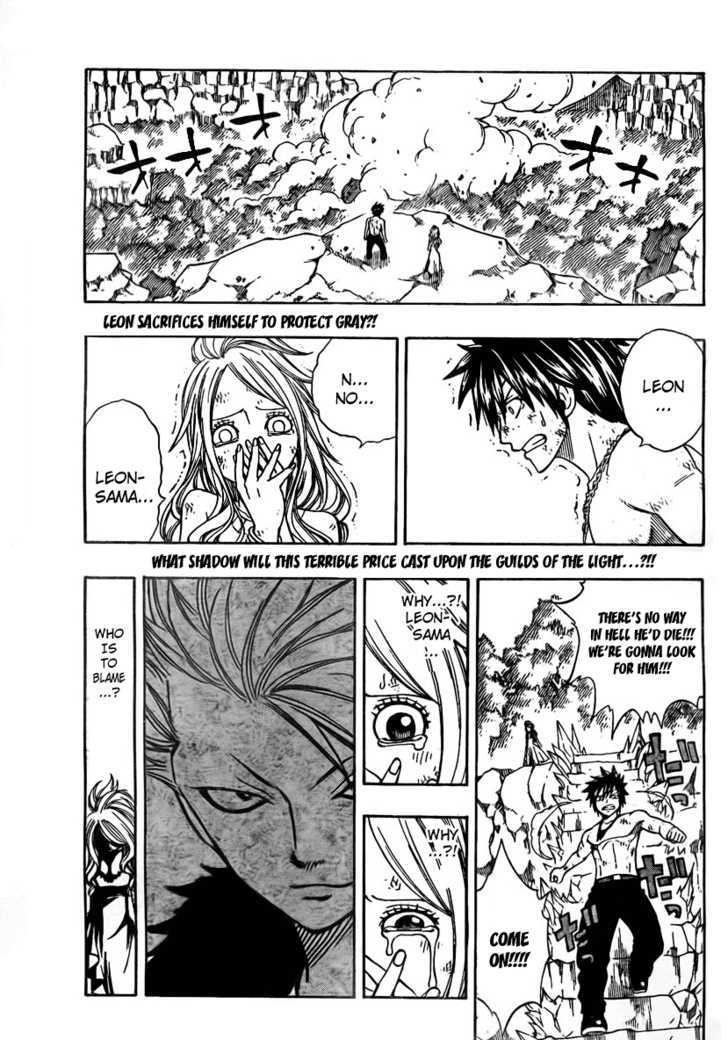 LEON SACRIFICES HIMSELF TO PROTECT GRAY?!
LEON
...
N...
NO...
LEON-
SAMA...
WHAT SHADOW WILL THIS TERRIBLE PRICE CAST UPON THE GUILDS OF THE LIGHT...?!!!
THERE'S NO WAY
IN HELL HE'D DIE!!!
WE'RE GONNA LOOK
FOR HIM!!!
COME
ON!!!!
WHY...?!
LEON-
SAMA
...
WHY
...?!
WHO
IS
TO
BLAME
...?